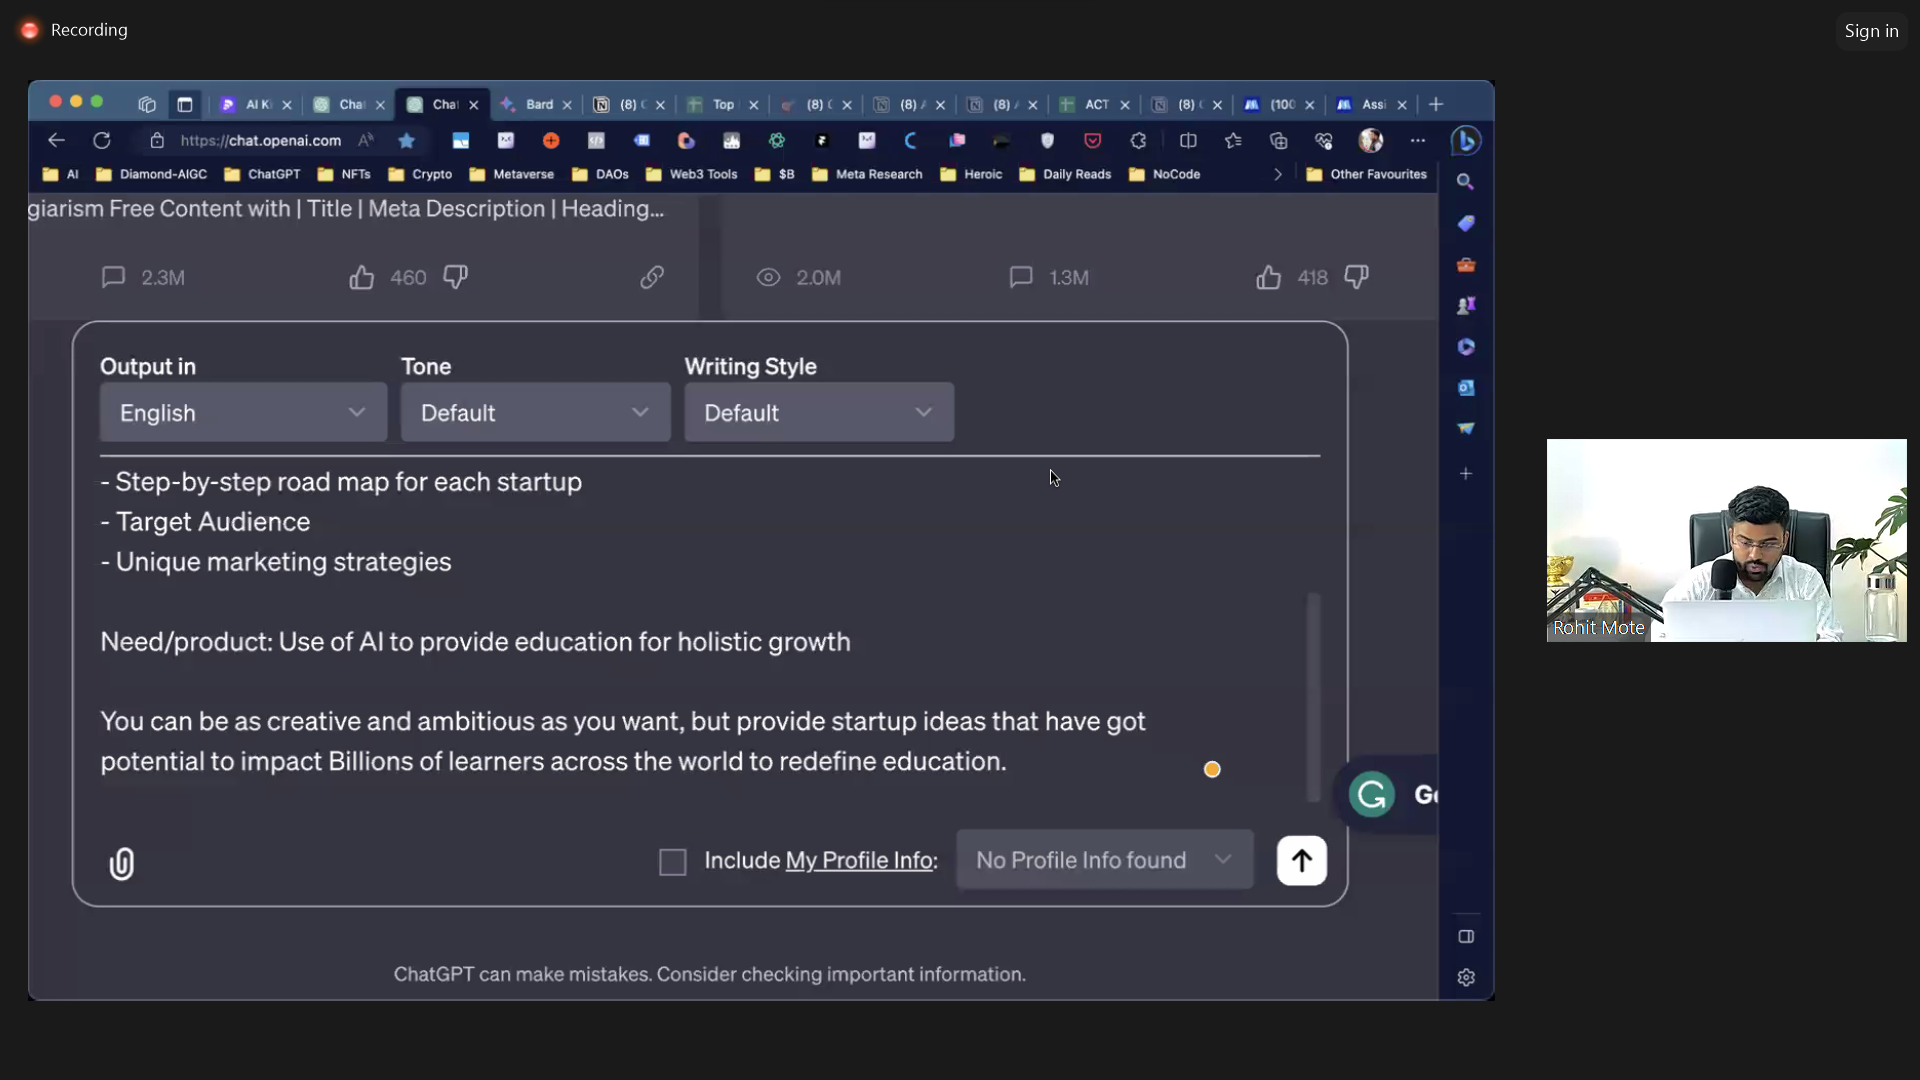 Recording
Sign in
AI K
Cha
Cha
Bard
(8) C
Top
(8) C
(8) A
(8) A
ACT
(8) C
(100
Assi
https://chat.openai.com
AI
Diamond-AIGC
ChatGPT
NFTs
Crypto
Metaverse
DAOs
Web3 Tools
$B
Meta Research
Heroic
Daily Reads
NoCode
Other Favourites
giarism Free Content with | Title | Meta Description | Heading...
2.3M
460
2.0M
1.3M
418
Output in
Tone
Writing Style
English
Default
Default
- Step-by-step road map for each startup
- Target Audience
- Unique marketing strategies
Need/product: Use of AI to provide education for holistic growth
You can be as creative and ambitious as you want, but provide startup ideas that have got
potential to impact Billions of learners across the world to redefine education.
Include My Profile Info:
No Profile Info found
ChatGPT can make mistakes. Consider checking important information.
Rohit Mote